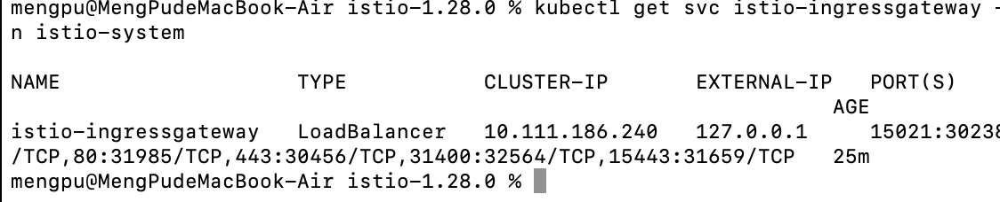 mengpu@MengPudeMacBook-Air istio-1.28.0 % kubectl get svc istio-ingressgateway -
n istio-system
NAME TYPE CLUSTER-IP EXTERNAL-IP PORT(S)
AGE
istio-ingressgateway LoadBalancer 10.111.186.240 127.0.0.1 15021:30238
/TCP,80:31985/TCP,443:30456/TCP,31400:32564/TCP,15443:31659/TCP 25m
mengpu@MengPudeMacBook-Air istio-1.28.0 %